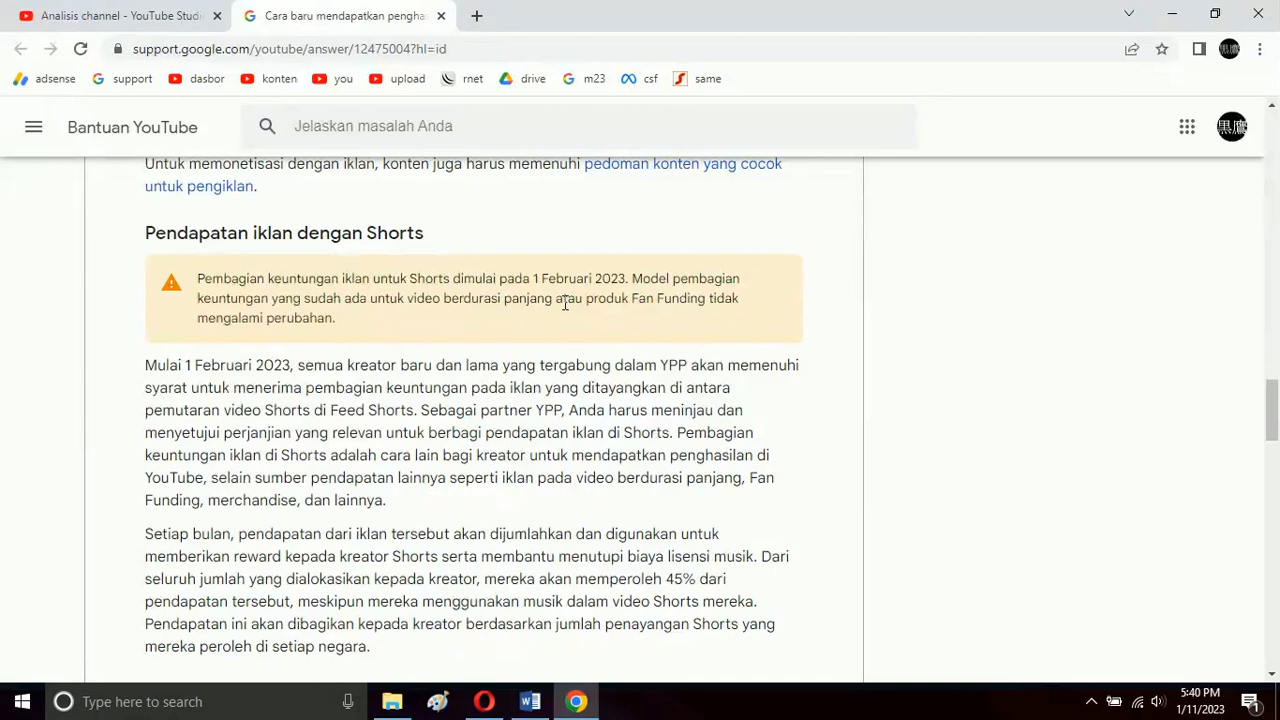 Analisis channel - YouTube Studi
Cara baru mendapatkan pengha
support.google.com/youtube/answer/12475004?hl=id
adsense support dasbor konten you upload rnet drive m23 csf same
Bantuan YouTube
Jelaskan masalah Anda
黒鷹
Untuk memonetisasi dengan iklan, konten juga harus memenuhi pedoman konten yang cocok
untuk pengiklan.
Pendapatan iklan dengan Shorts
Pembagian keuntungan iklan untuk Shorts dimulai pada 1 Februari 2023. Model pembagian
keuntungan yang sudah ada untuk video berdurasi panjang atau produk Fan Funding tidak
mengalami perubahan.
Mulai 1 Februari 2023, semua kreator baru dan lama yang tergabung dalam YPP akan memenuhi
syarat untuk menerima pembagian keuntungan pada iklan yang ditayangkan di antara
pemutaran video Shorts di Feed Shorts. Sebagai partner YPP, Anda harus meninjau dan
menyetujui perjanjian yang relevan untuk berbagi pendapatan iklan di Shorts. Pembagian
keuntungan iklan di Shorts adalah cara lain bagi kreator untuk mendapatkan penghasilan di
YouTube, selain sumber pendapatan lainnya seperti iklan pada video berdurasi panjang, Fan
Funding, merchandise, dan lainnya.
Setiap bulan, pendapatan dari iklan tersebut akan dijumlahkan dan digunakan untuk
memberikan reward kepada kreator Shorts serta membantu menutupi biaya lisensi musik. Dari
seluruh jumlah yang dialokasikan kepada kreator, mereka akan memperoleh 45% dari
pendapatan tersebut, meskipun mereka menggunakan musik dalam video Shorts mereka.
Pendapatan ini akan dibagikan kepada kreator berdasarkan jumlah penayangan Shorts yang
mereka peroleh di setiap negara.
Type here to search
5:40 PM
1/11/2023